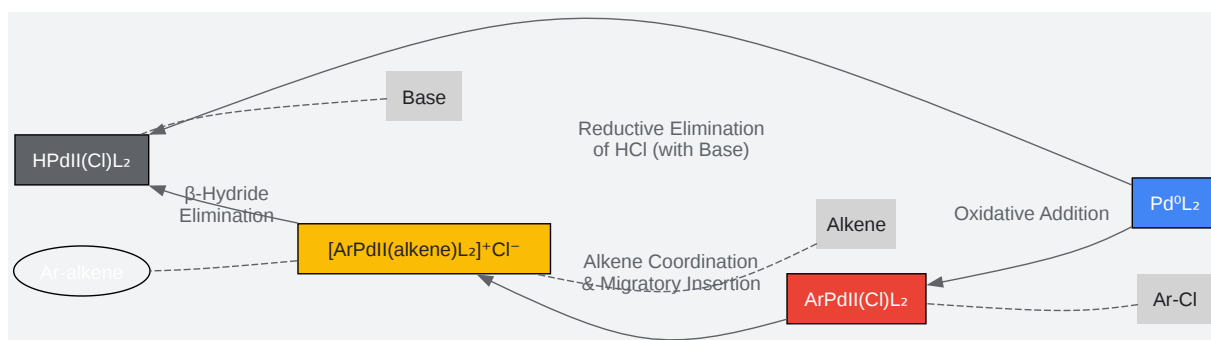 Base
Reductive Elimination
of HCl (with Base)
HPdII(Cl)L₂
β-Hydride
Elimination
Pd⁰L₂
Oxidative Addition
Alkene
[ArPdII(alkene)L₂]⁺Cl⁻
Ar-alkene
Alkene Coordination
& Migratory Insertion
ArPdII(Cl)L₂
Ar-Cl